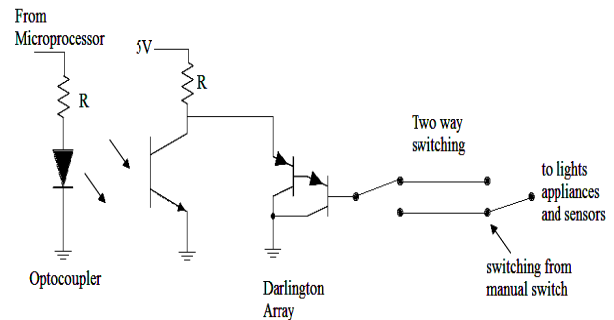 From
Microprocessor
5V
R
R
Two way
switching
to lights
appliances
and sensors
Optocoupler
Darlington
Array
switching from
manual switch